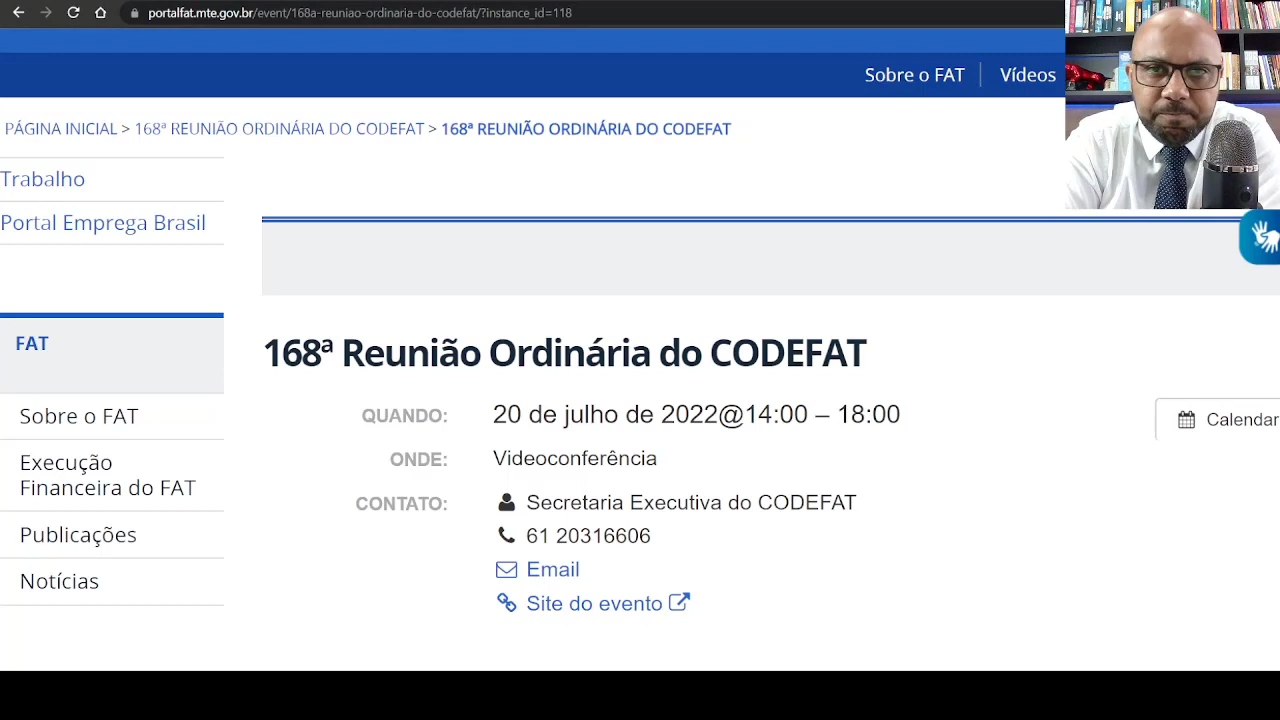 portalfat.mte.gov.br/event/168a-reuniao-ordinaria-do-codefat/?instance_id=118
Sobre o FAT
Vídeos
PÁGINA INICIAL > 168ª REUNIÃO ORDINÁRIA DO CODEFAT > 168ª REUNIÃO ORDINÁRIA DO CODEFAT
Trabalho
Portal Emprega Brasil
FAT
Sobre o FAT
Execução
Financeira do FAT
Publicações
Notícias
168ª Reunião Ordinária do CODEFAT
QUANDO: 20 de julho de 2022@14:00 – 18:00
Calendar
ONDE: Videoconferência
CONTATO: Secretaria Executiva do CODEFAT
61 20316606
Email
Site do evento